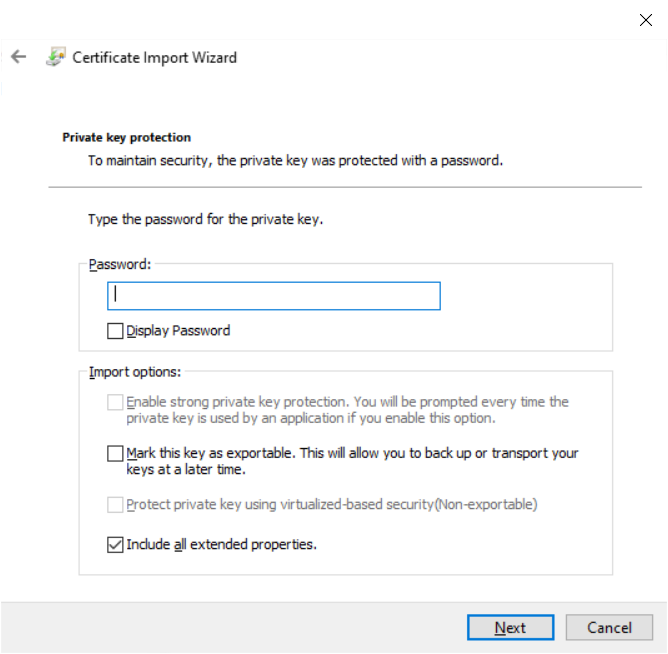 Certificate Import Wizard
Private key protection
To maintain security, the private key was protected with a password.
Type the password for the private key.
Password:
Display Password
Import options:
Enable strong private key protection. You will be prompted every time the
private key is used by an application if you enable this option.
Mark this key as exportable. This will allow you to back up or transport your
keys at a later time.
Protect private key using virtualized-based security(Non-exportable)
Include all extended properties.
Next
Cancel